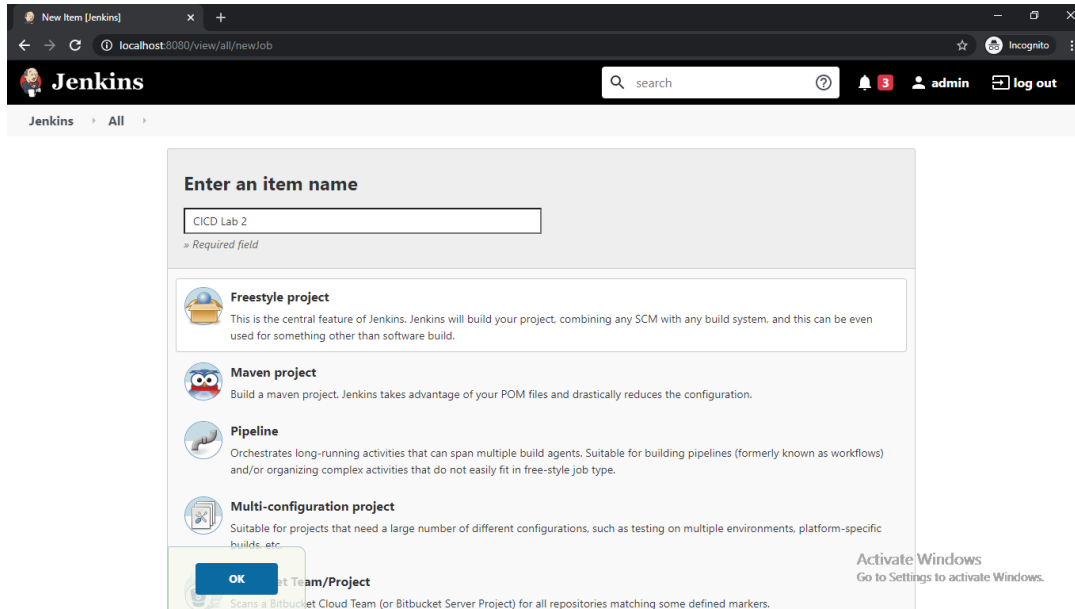 New Item [Jenkins]
localhost:8080/view/all/newJob
Incognito
Jenkins
search
3
admin
log out
Jenkins
All
Enter an item name
CICD Lab 2
» Required field
Freestyle project
This is the central feature of Jenkins. Jenkins will build your project, combining any SCM with any build system, and this can be even
used for something other than software build.
Maven project
Build a maven project. Jenkins takes advantage of your POM files and drastically reduces the configuration.
Pipeline
Orchestrates long-running activities that can span multiple build agents. Suitable for building pipelines (formerly known as workflows)
and/or organizing complex activities that do not easily fit in free-style job type.
Multi-configuration project
Suitable for projects that need a large number of different configurations, such as testing on multiple environments, platform-specific
builds, etc.
OK
Team/Project
Scans a Bitbucket Cloud Team (or Bitbucket Server Project) for all repositories matching some defined markers.
Activate Windows
Go to Settings to activate Windows.